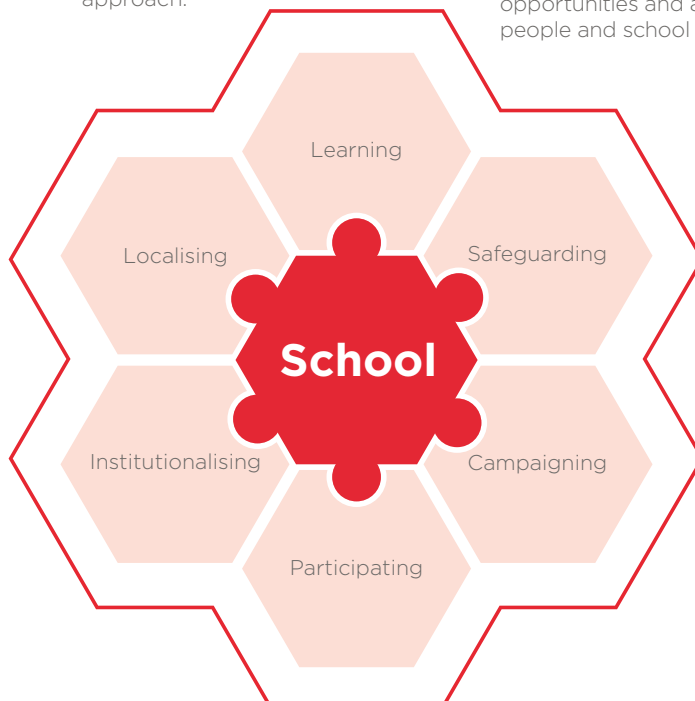 approach.
opportunities and a
people and school
Learning
Localising
Safeguarding
School
Institutionalising
Campaigning
Participating